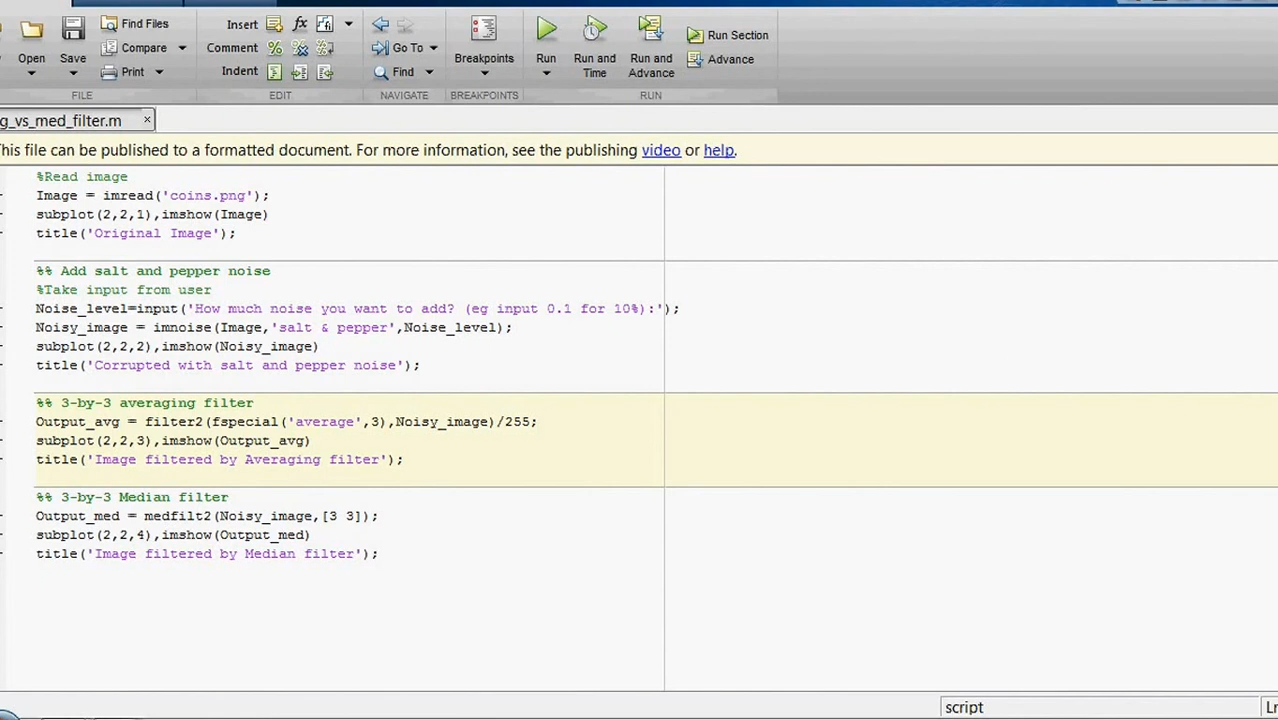 Find Files
Insert
Compare
Comment
Go To
Open
Save
Breakpoints
Run
Run and Time
Run and Advance
Run Section
Print
Indent
Find
Advance
FILE
EDIT
NAVIGATE
BREAKPOINTS
RUN
g_vs_med_filter.m
This file can be published to a formatted document. For more information, see the publishing video or help.
%Read image
Image = imread('coins.png');
subplot(2,2,1),imshow(Image)
title('Original Image');
%% Add salt and pepper noise
%Take input from user
Noise_level=input('How much noise you want to add? (eg input 0.1 for 10%):');
Noisy_image = imnoise(Image,'salt & pepper',Noise_level);
subplot(2,2,2),imshow(Noisy_image)
title('Corrupted with salt and pepper noise');
%% 3-by-3 averaging filter
Output_avg = filter2(fspecial('average',3),Noisy_image)/255;
subplot(2,2,3),imshow(Output_avg)
title('Image filtered by Averaging filter');
%% 3-by-3 Median filter
Output_med = medfilt2(Noisy_image,[3 3]);
subplot(2,2,4),imshow(Output_med)
title('Image filtered by Median filter');
script
Ln